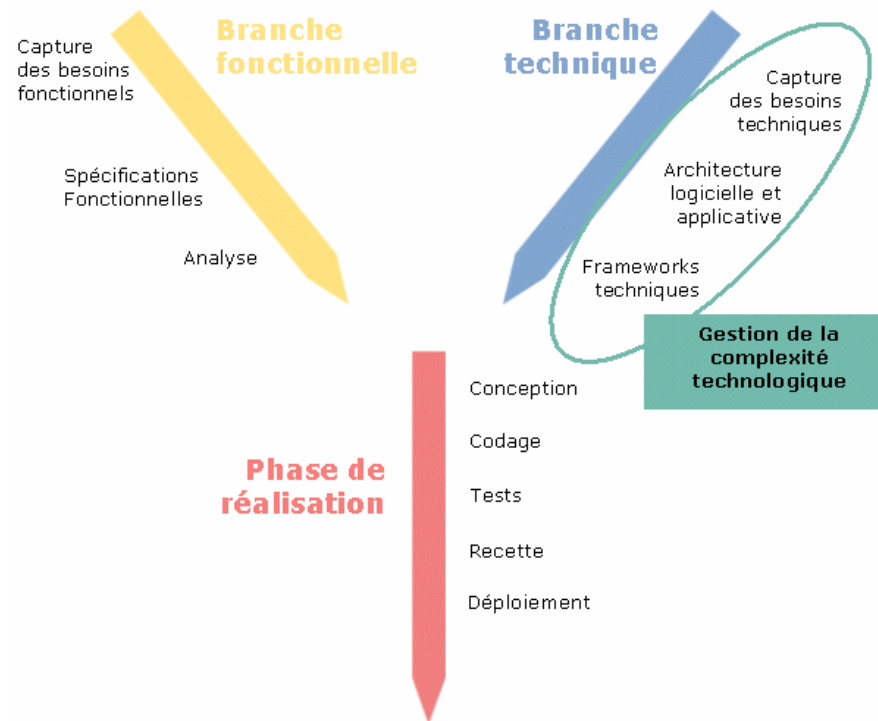 Branche
fonctionnelle
Capture
des besoins
fonctionnels
Spécifications
Fonctionnelles
Analyse
Branche
technique
Capture
des besoins
techniques
Architecture
logicielle et
applicative
Frameworks
techniques
Gestion de la
complexité
technologique
Phase de
réalisation
Conception
Codage
Tests
Recette
Déploiement